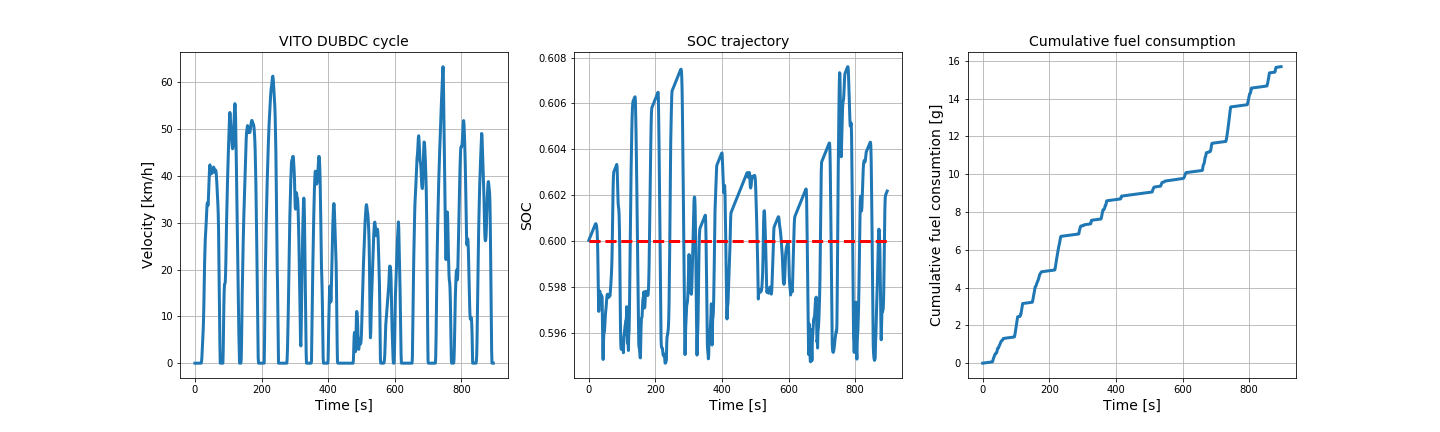 VITO DUBDC cycle
Velocity [km/h]
60
50
40
30
20
10
0
0 200 400 600 800
Time [s]
SOC trajectory
SOC
0.608
0.606
0.604
0.602
0.600
0.598
0.596
0 200 400 600 800
Time [s]
Cumulative fuel consumption
Cumulative fuel consumtion [g]
16
14
12
10
8
6
4
2
0
0 200 400 600 800
Time [s]